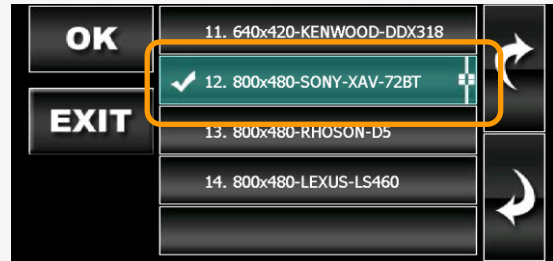 OK
EXIT
11. 640x420-KENWOOD-DDX318
12. 800x480-SONY-XAV-72BT
13. 800x480-RHOSON-D5
14. 800x480-LEXUS-LS460